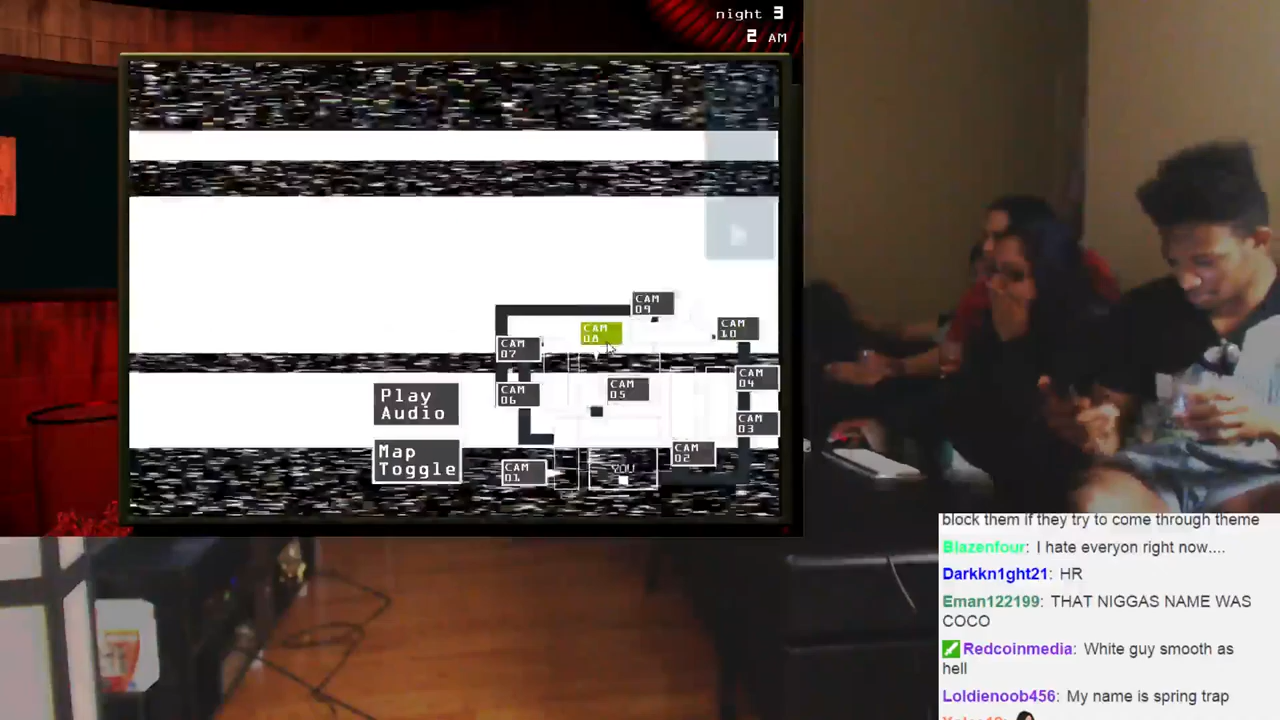 night 3
2 AM
CAM
09
CAM
08
CAM
10
CAM
07
CAM
04
CAM
06
CAM
05
CAM
03
Play
Audio
Map
Toggle
CAM
02
CAM
01
YOU
block them if they try to come through theme
Blazenfour: I hate everyon right now....
Darkkn1ght21: HR
Eman122199: THAT NIGGAS NAME WAS
COCO
Redcoinmedia: White guy smooth as
hell
Loldienoob456: My name is spring trap